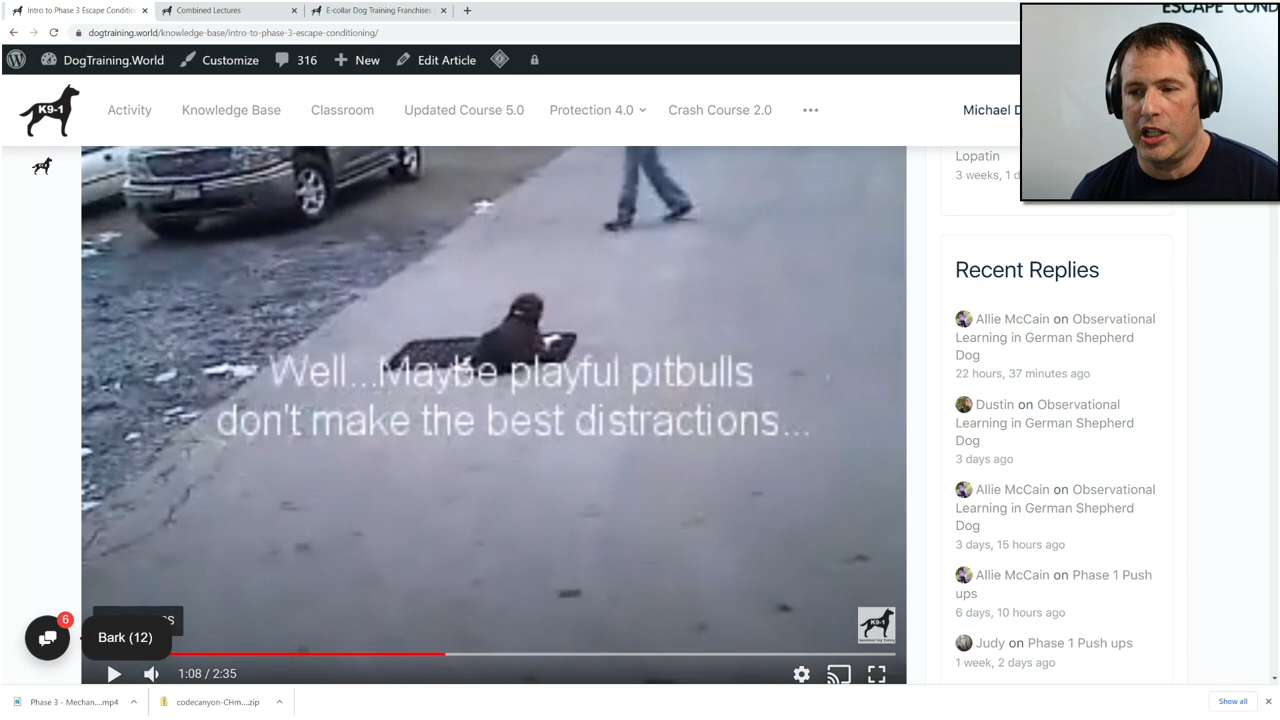 Intro to Phase 3 Escape Conditio
Combined Lectures
E-collar Dog Training Franchises
ESCAPE COND
dogtraining.world/knowledge-base/intro-to-phase-3-escape-conditioning/
DogTraining.World
Customize
316
New
Edit Article
K9-1
Activity
Knowledge Base
Classroom
Updated Course 5.0
Protection 4.0
Crash Course 2.0
Michael D
Lopatin
3 weeks, 1 d
Well...Maybe playful pitbulls
don't make the best distractions...
Recent Replies
Allie McCain on Observational
Learning in German Shepherd
Dog
22 hours, 37 minutes ago
Dustin on Observational
Learning in German Shepherd
Dog
3 days ago
Allie McCain on Observational
Learning in German Shepherd
Dog
3 days, 15 hours ago
Allie McCain on Phase 1 Push
ups
6 days, 10 hours ago
Judy on Phase 1 Push ups
1 week, 2 days ago
K9-1
6
Bark (12)
1:08 / 2:35
Phase 3 - Mechan....mp4
codecanyon-CHm....zip
Show all